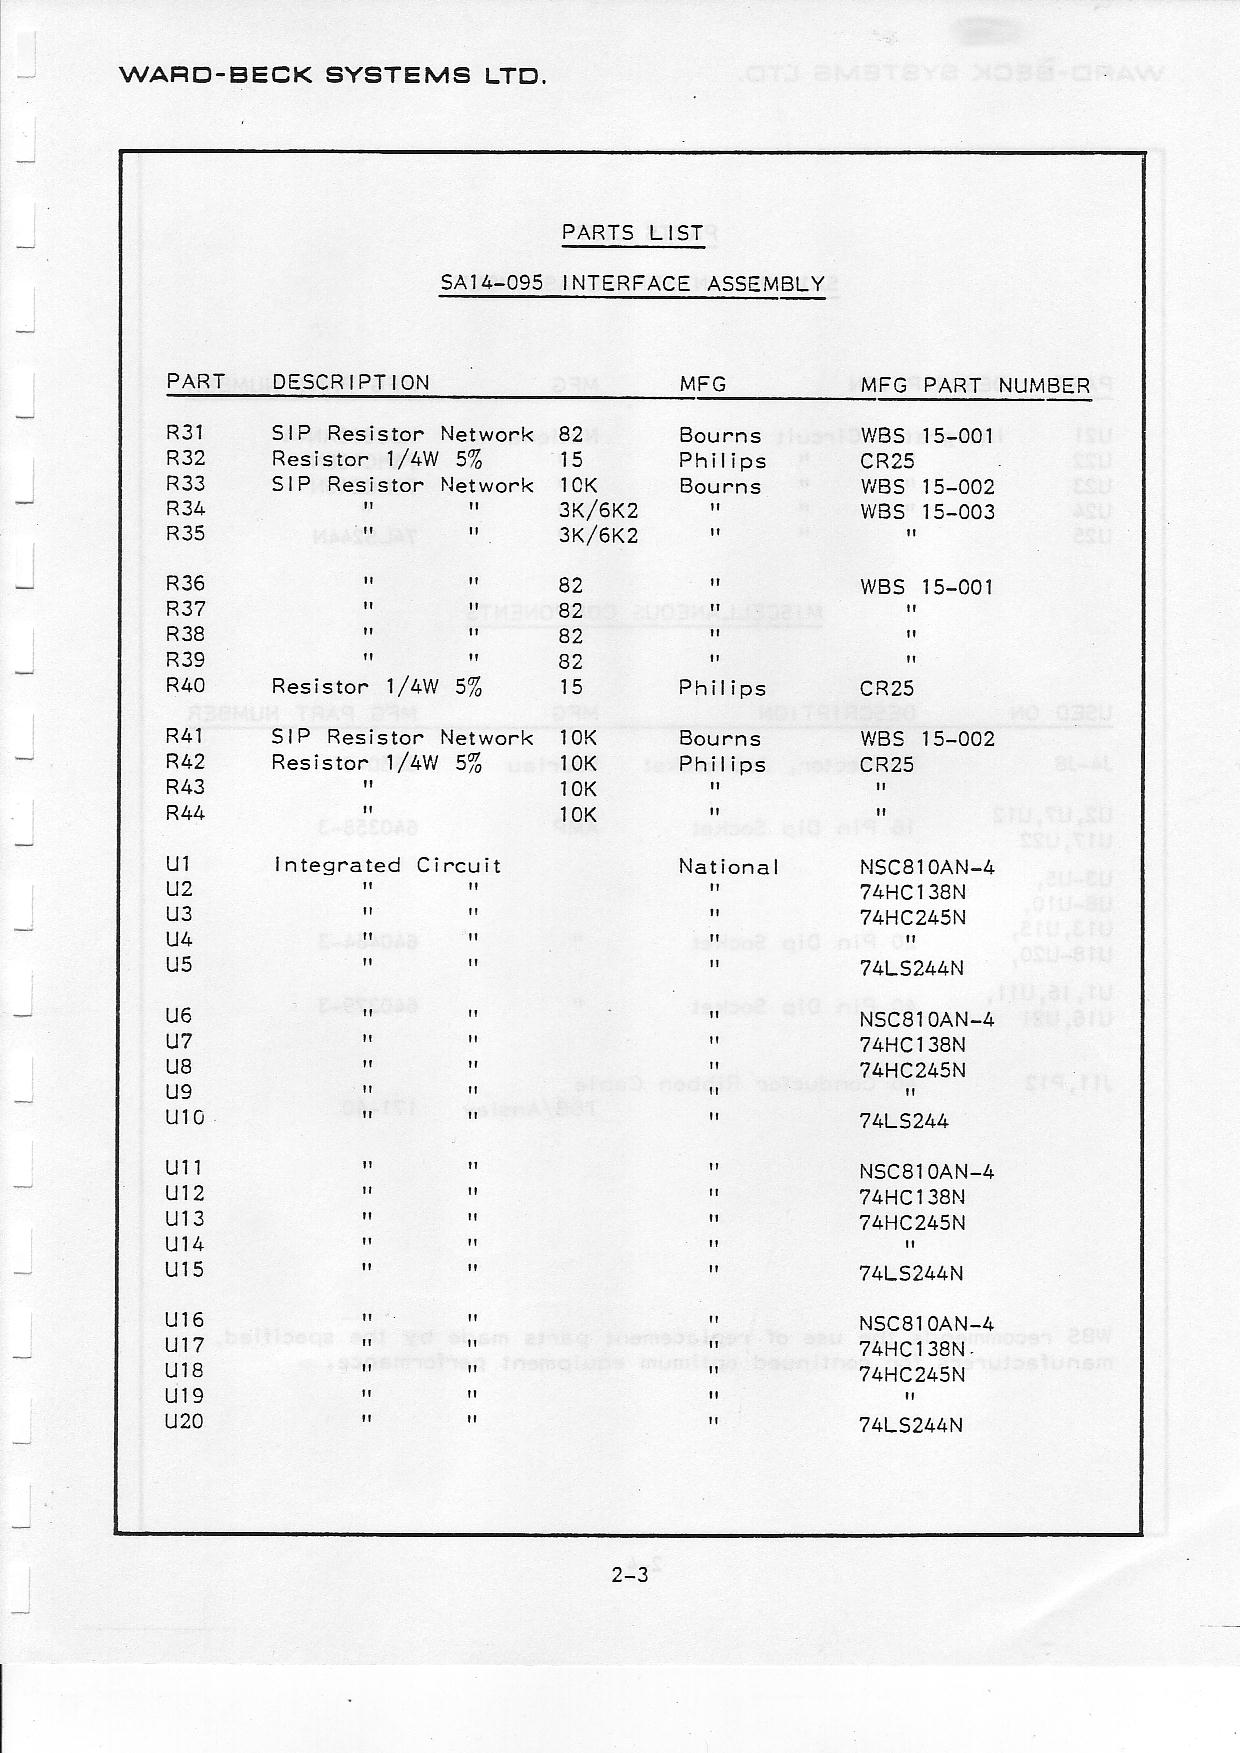 WARD-BECK SYSTEMS LTD.
PARTS LIST
SA14-095 INTERFACE ASSEMBLY
PART DESCRIPTION MFG MFG PART NUMBER
R31 SIP Resistor Network 82 Bourns WBS 15-001
R32 Resistor 1/4W 5% 15 Philips CR25
R33 SIP Resistor Network 10K Bourns WBS 15-002
R34 " " 3K/6K2 " WBS 15-003
R35 " " 3K/6K2 " "
R36 " " 82 " WBS 15-001
R37 " " 82 " "
R38 " " 82 " "
R39 " " 82 " "
R40 Resistor 1/4W 5% 15 Philips CR25
R41 SIP Resistor Network 10K Bourns WBS 15-002
R42 Resistor 1/4W 5% 10K Philips CR25
R43 " 10K " "
R44 " 10K " "
U1 Integrated Circuit National NSC810AN-4
U2 " " " 74HC138N
U3 " " " 74HC245N
U4 " " " "
U5 " " " 74LS244N
U6 " " " NSC810AN-4
U7 " " " 74HC138N
U8 " " " 74HC245N
U9 " " " "
U10 " " " 74LS244
U11 " " " NSC810AN-4
U12 " " " 74HC138N
U13 " " " 74HC245N
U14 " " " "
U15 " " " 74LS244N
U16 " " " NSC810AN-4
U17 " " " 74HC138N
U18 " " " 74HC245N
U19 " " " "
U20 " " " 74LS244N
2-3